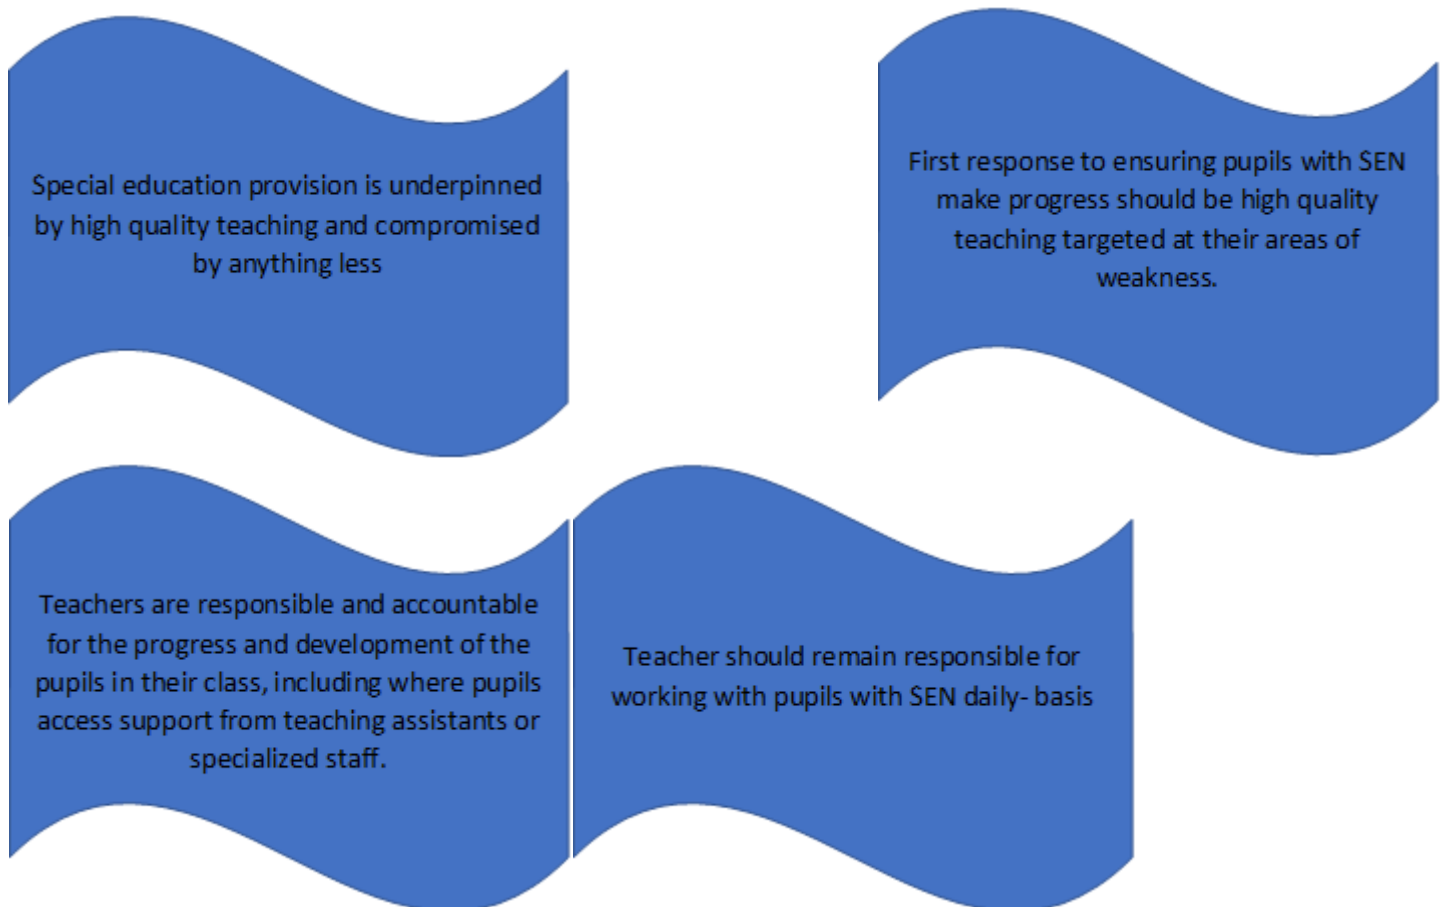 Special education provision is underpinned
by high quality teaching and compromised
by anything less
First response to ensuring pupils with SEN
make progress should be high quality
teaching targeted at their areas of
weakness.
Teachers are responsible and accountable
for the progress and development of the
pupils in their class, including where pupils
access support from teaching assistants or
specialized staff.
Teacher should remain responsible for
working with pupils with SEN daily- basis